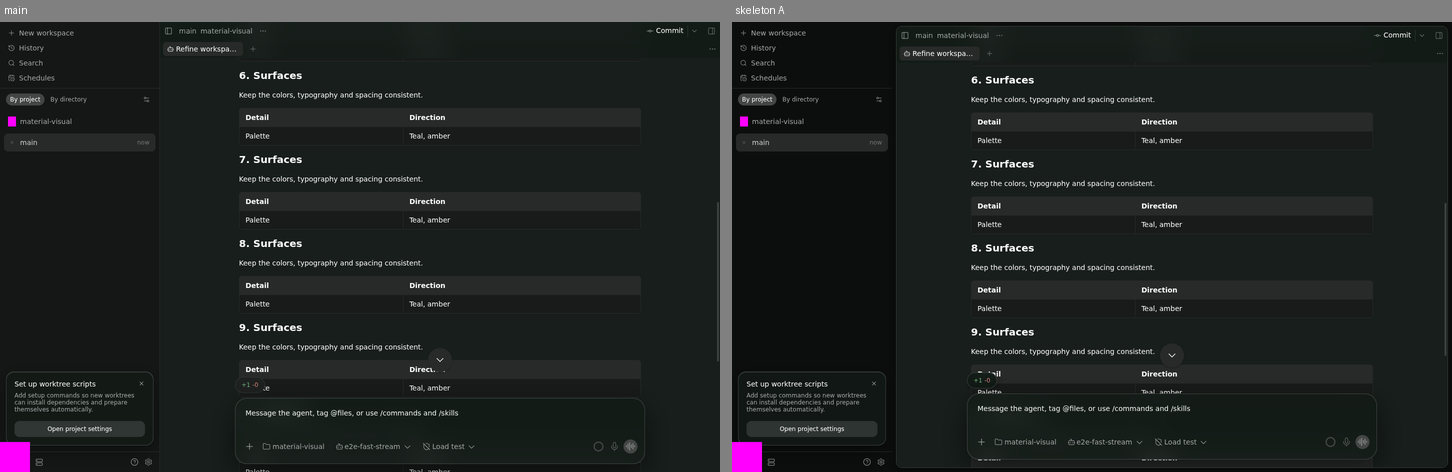 main
New workspace
History
Search
Schedules
By project By directory
material-visual
main now
Set up worktree scripts
Add setup commands so new worktrees
can install dependencies and prepare
themselves automatically.
Open project settings
main material-visual
Commit
Refine workspa...
6. Surfaces
Keep the colors, typography and spacing consistent.
Detail Direction
Palette Teal, amber
7. Surfaces
Keep the colors, typography and spacing consistent.
Detail Direction
Palette Teal, amber
8. Surfaces
Keep the colors, typography and spacing consistent.
Detail Direction
Palette Teal, amber
9. Surfaces
Keep the colors, typography and spacing consistent.
Detail
Teal, amber
+1 -0
Message the agent, tag @files, or use /commands and /skills
material-visual e2e-fast-stream Load test
Palette Teal, amber
skeleton A
New workspace
History
Search
Schedules
By project By directory
material-visual
main now
Set up worktree scripts
Add setup commands so new worktrees
can install dependencies and prepare
themselves automatically.
Open project settings
main material-visual
Commit
Refine workspa...
6. Surfaces
Keep the colors, typography and spacing consistent.
Detail Direction
Palette Teal, amber
7. Surfaces
Keep the colors, typography and spacing consistent.
Detail Direction
Palette Teal, amber
8. Surfaces
Keep the colors, typography and spacing consistent.
Detail Direction
Palette Teal, amber
9. Surfaces
Keep the colors, typography and spacing consistent.
Direction
+1 -0
Palette Teal, amber
Message the agent, tag @files, or use /commands and /skills
material-visual e2e-fast-stream Load test